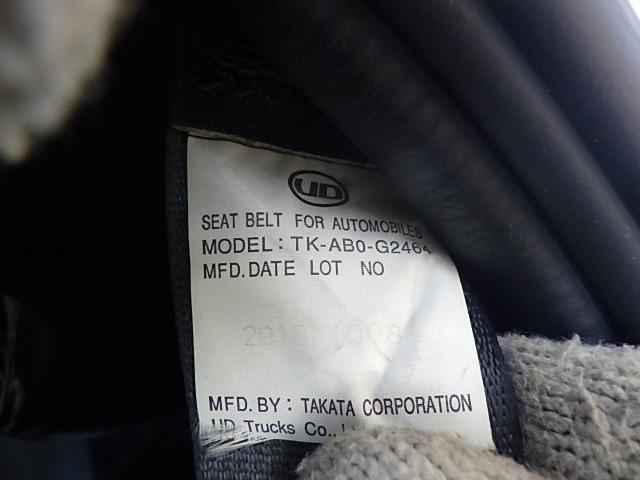 UD
SEAT BELT FOR AUTOMOBILES
MODEL: TK-AB0-G2464
MFD.DATE LOT NO
MFD. BY: TAKATA CORPORATION
UD Trucks Co.,